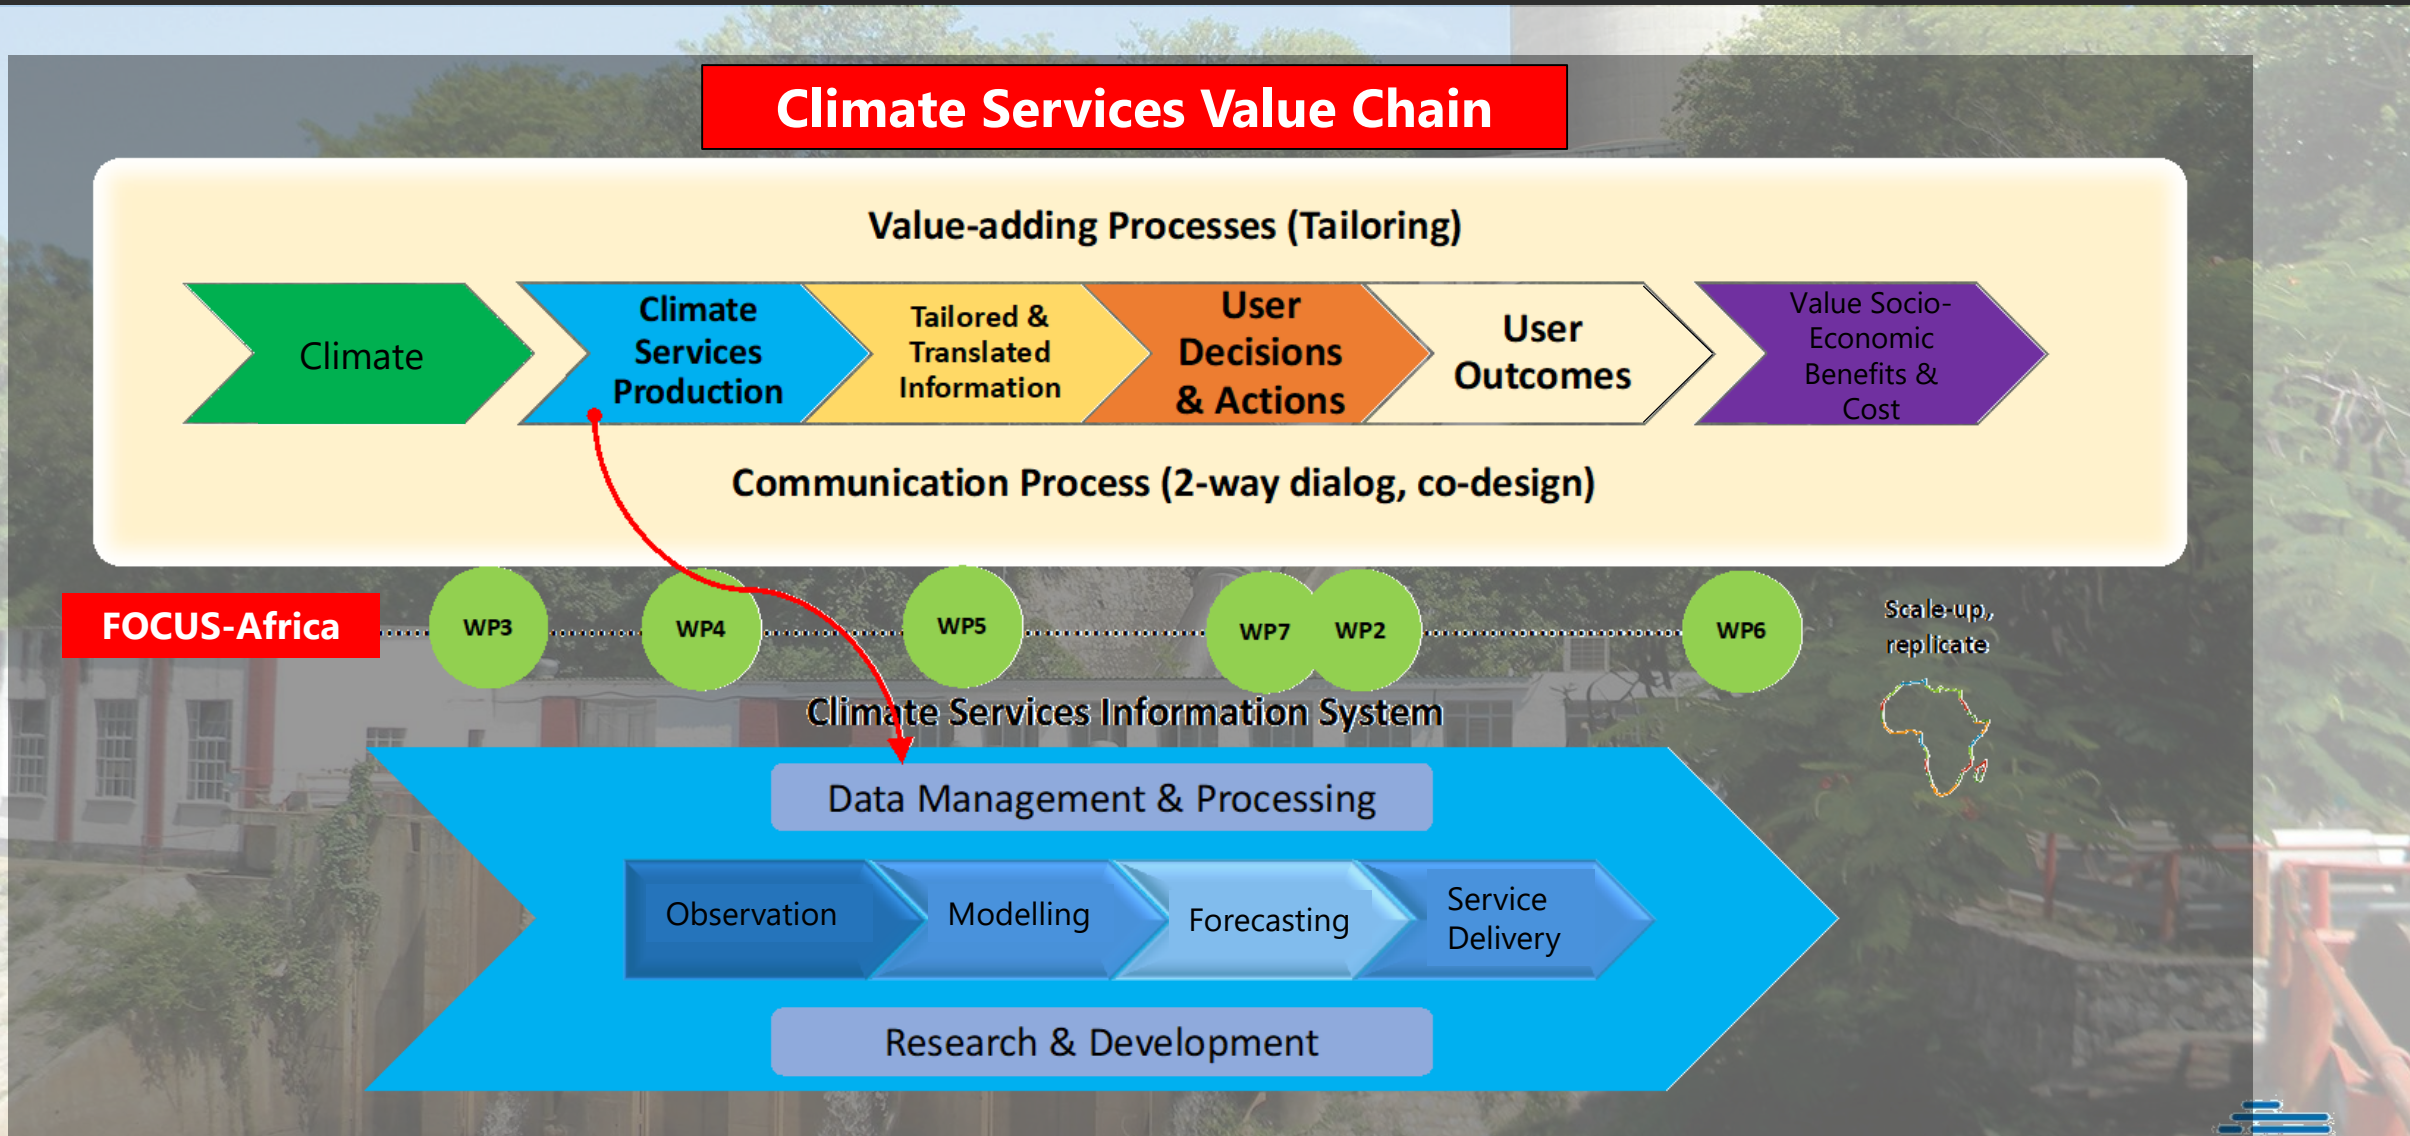 Climate Services Value Chain
Value-adding Processes (Tailoring)
Climate
Climate
Services
Production
Tailored &
Translated
Information
User
Decisions
& Actions
User
Outcomes
Value Socio-
Economic
Benefits &
Cost
Communication Process (2-way dialog, co-design)
FOCUS-Africa
WP3
WP4
WP5
WP7
WP2
WP6
Scale-up,
replicate
Climate Services Information System
Data Management & Processing
Observation
Modelling
Forecasting
Service
Delivery
Research & Development